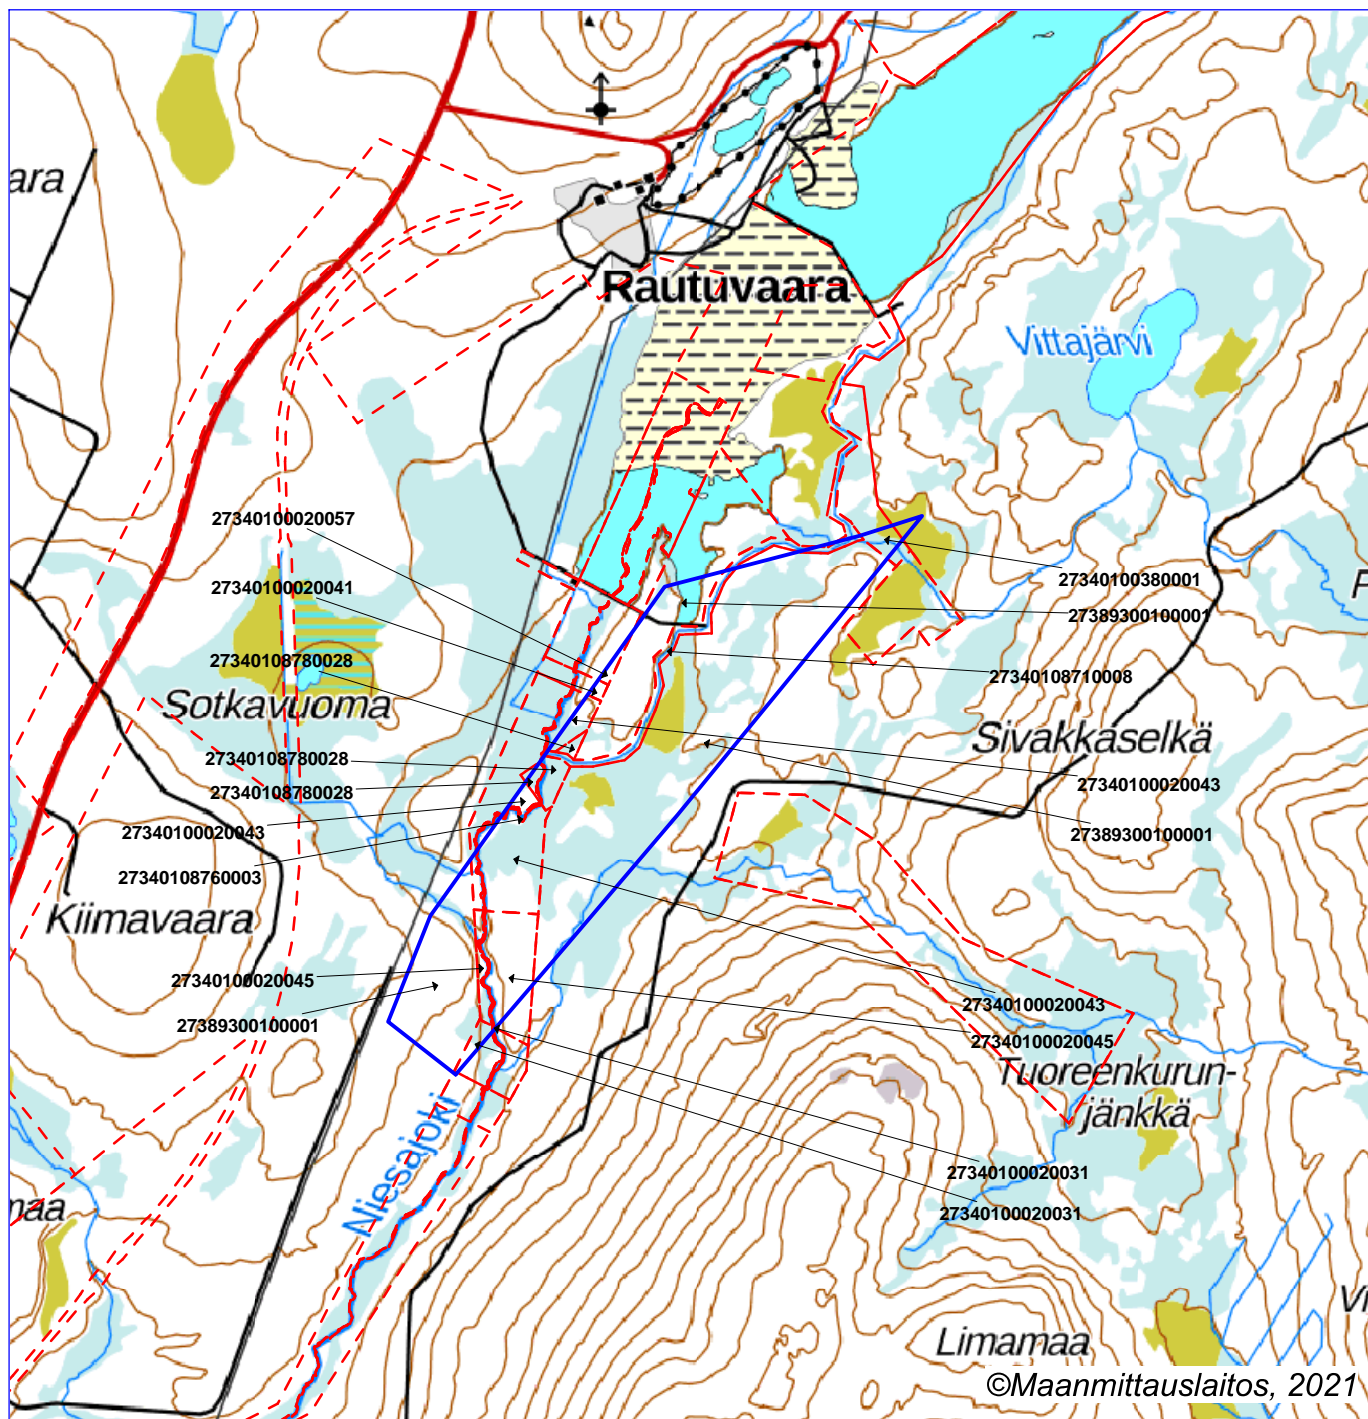 ara
Rautuvaara
Vittajärvi
27340100020057
27340100380001
27340100020041
27389300100001
27340108780028
27340108710008
Sotkavuoma
Sivakkaselkä
27340108780028
27340100020043
27340108780028
27340100020043
27389300100001
27340108760003
Kiimavaara
27340100020045
27340100020043
27389300100001
27340100020045
Tuoreenkurun-
jänkkä
Niesajoki
27340100020031
maa
27340100020031
Limamaa
©Maanmittauslaitos, 2021